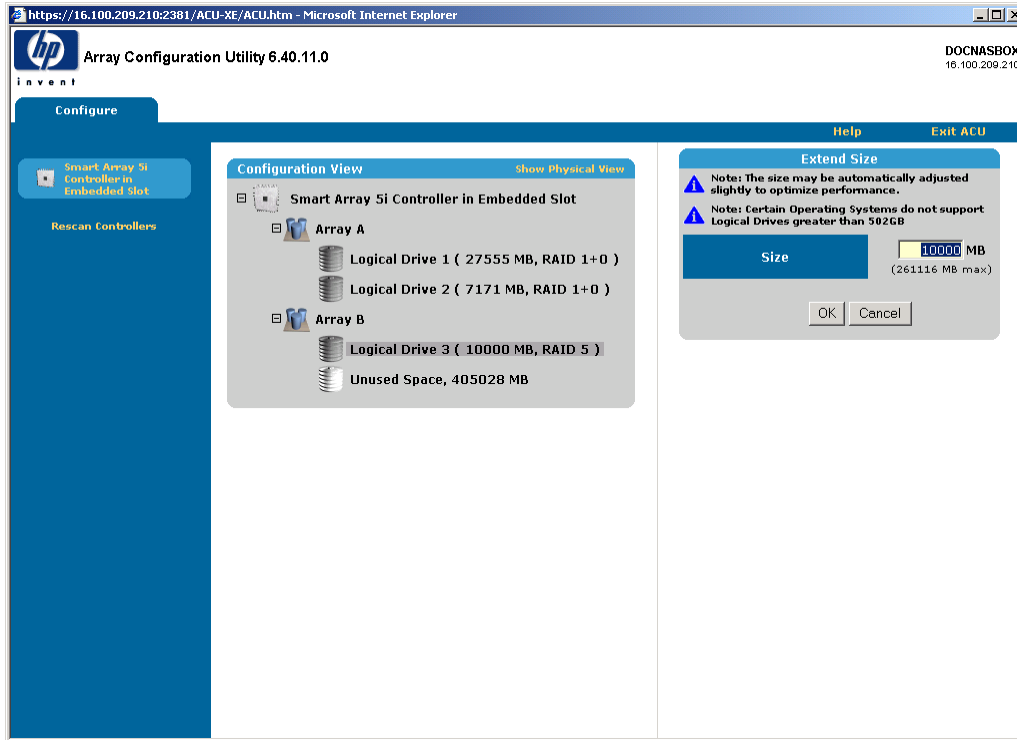 https://16.100.209.210:2381/ACU-XE/ACU.htm - Microsoft Internet Explorer
hp
invent
Array Configuration Utility 6.40.11.0
DOCNASBOX
16.100.209.210
Configure
Help
Exit ACU
Smart Array 5i
Controller in
Embedded Slot
Rescan Controllers
Configuration View
Show Physical View
Smart Array 5i Controller in Embedded Slot
Array A
Logical Drive 1 ( 27555 MB, RAID 1+0 )
Logical Drive 2 ( 7171 MB, RAID 1+0 )
Array B
Logical Drive 3 ( 10000 MB, RAID 5 )
Unused Space, 405028 MB
Extend Size
Note: The size may be automatically adjusted
slightly to optimize performance.
Note: Certain Operating Systems do not support
Logical Drives greater than 502GB
Size
10000 MB
(261116 MB max)
OK
Cancel